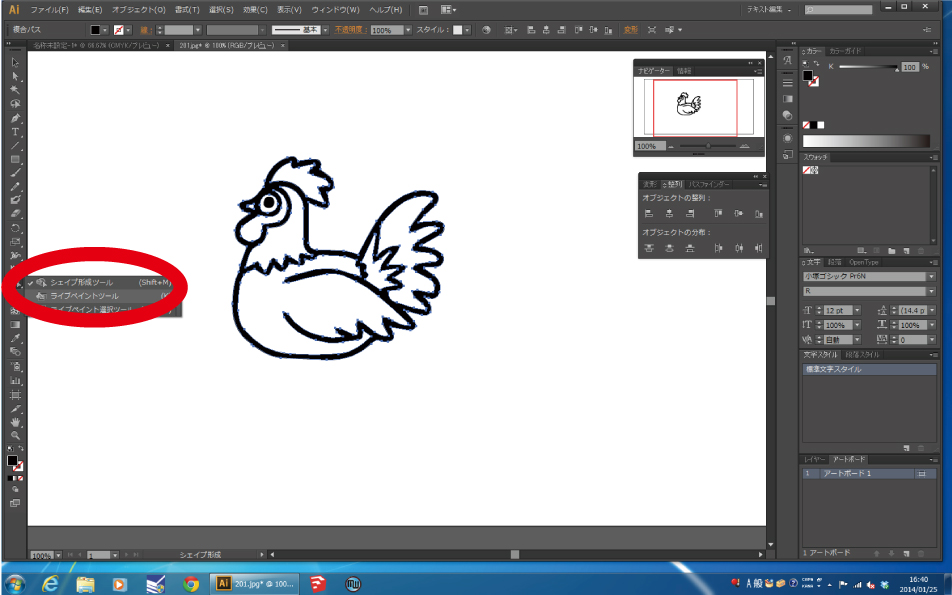 Ai ファイル(F) 編集(E) オブジェクト(O) 書式(T) 選択(S) 効果(C) 表示(V) ウィンドウ(W) ヘルプ(H) テキスト編集
複合パス 線: 基本 不透明度: 100% スタイル: 変形
201.jpg* @ 100% (RGB/プレビュー)
ナビゲーター 情報
100%
変形 整列 パスファインダー
オブジェクトの整列:
オブジェクトの分布:
シェイプ形成ツール (Shift+M)
ライブペイントツール
ライブペイント選択ツール
カラー カラーガイド
K 100 %
スウォッチ
文字 段落 OpenType
小塚ゴシック Pr6N
R
12 pt (14.4 p
100% 100%
自動 0
文字スタイル 段落スタイル
標準文字スタイル
レイヤー アートボード
1 アートボード 1
1 アートボード
100% 1 シェイプ形成
Ai 201.jpg* @ 100...
A 般
CAPS
KANA
16:40
2014/01/25